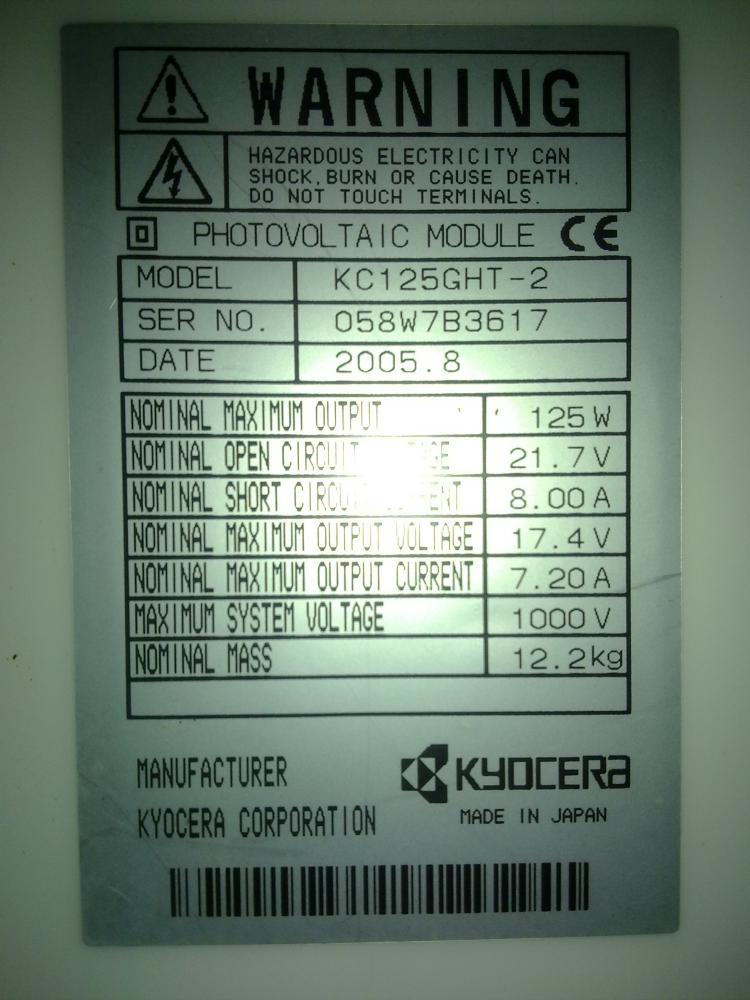 WARNING
HAZARDOUS ELECTRICITY CAN
SHOCK, BURN OR CAUSE DEATH.
DO NOT TOUCH TERMINALS.
PHOTOVOLTAIC MODULE CE
MODEL KC125GHT-2
SER NO. 058W7B3617
DATE 2005.8
NOMINAL MAXIMUM OUTPUT 125W
NOMINAL OPEN CIRCUIT 21.7V
NOMINAL SHORT CIRCUIT CURRENT 8.00A
NOMINAL MAXIMUM OUTPUT VOLTAGE 17.4V
NOMINAL MAXIMUM OUTPUT CURRENT 7.20A
MAXIMUM SYSTEM VOLTAGE 1000V
NOMINAL MASS 12.2kg
MANUFACTURER KYOCERA
KYOCERA CORPORATION MADE IN JAPAN